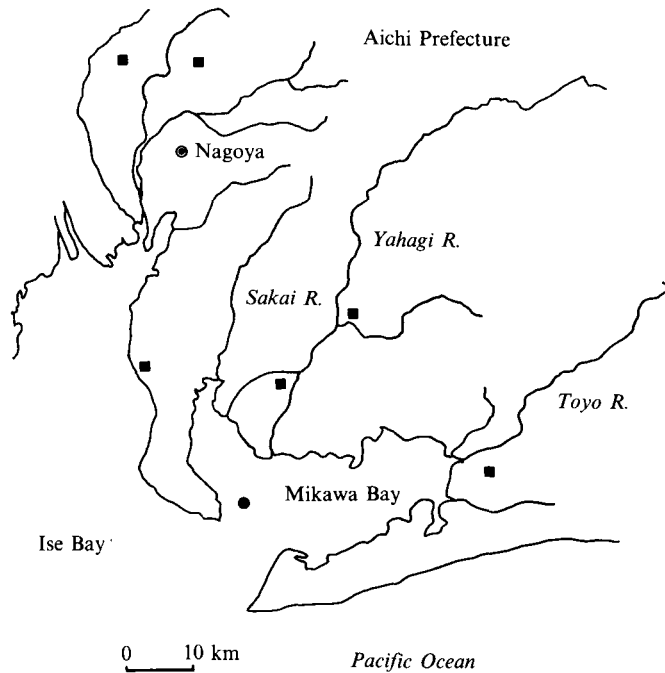 Aichi Prefecture
Nagoya
Yahagi R.
Sakai R.
Toyo R.
Mikawa Bay
Ise Bay
0 10 km
Pacific Ocean